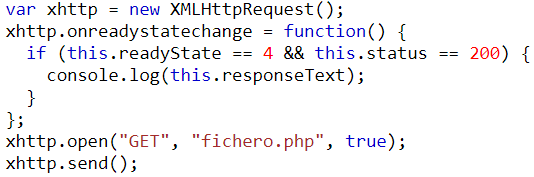 var xhttp = new XMLHttpRequest();
xhttp.onreadystatechange = function() {
  if (this.readyState == 4 && this.status == 200) {
    console.log(this.responseText);
  }
};
xhttp.open("GET", "fichero.php", true);
xhttp.send();